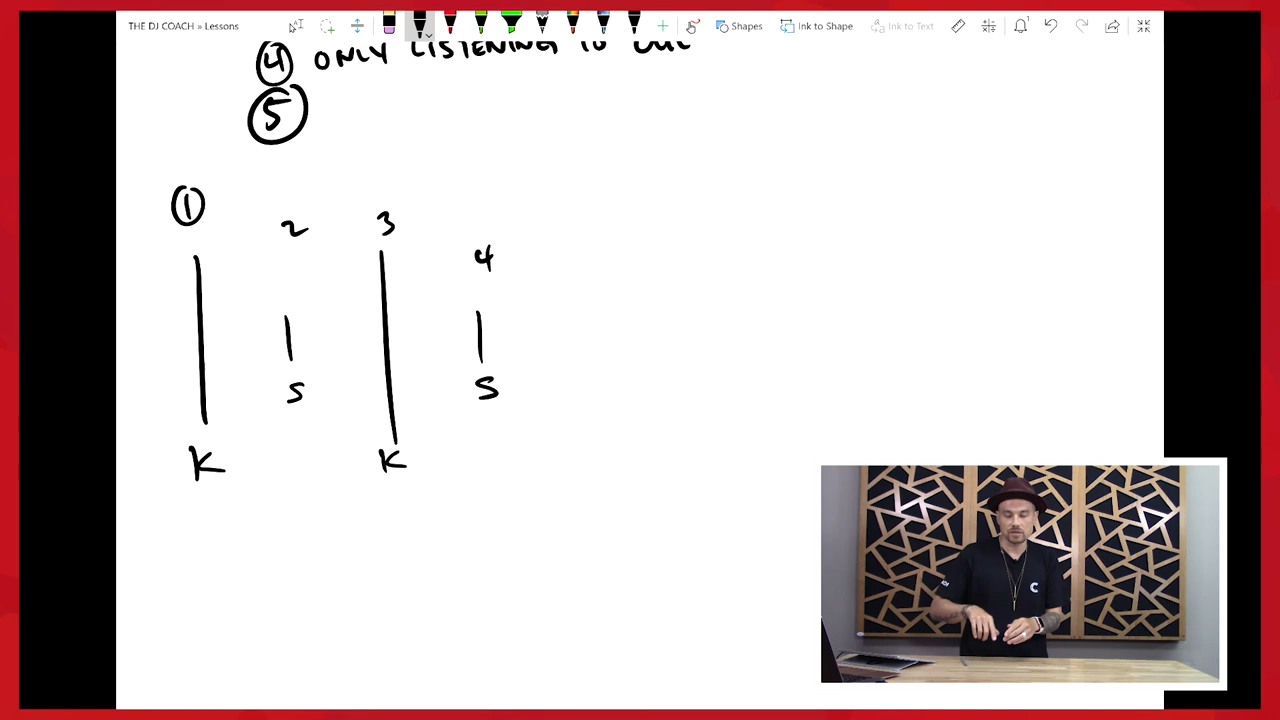 THE DJ COACH » Lessons
Shapes
Ink to Shape
Ink to Text
4 ONLY LISTENING TO CUE
5
1 2 3 4
S S
K K
C